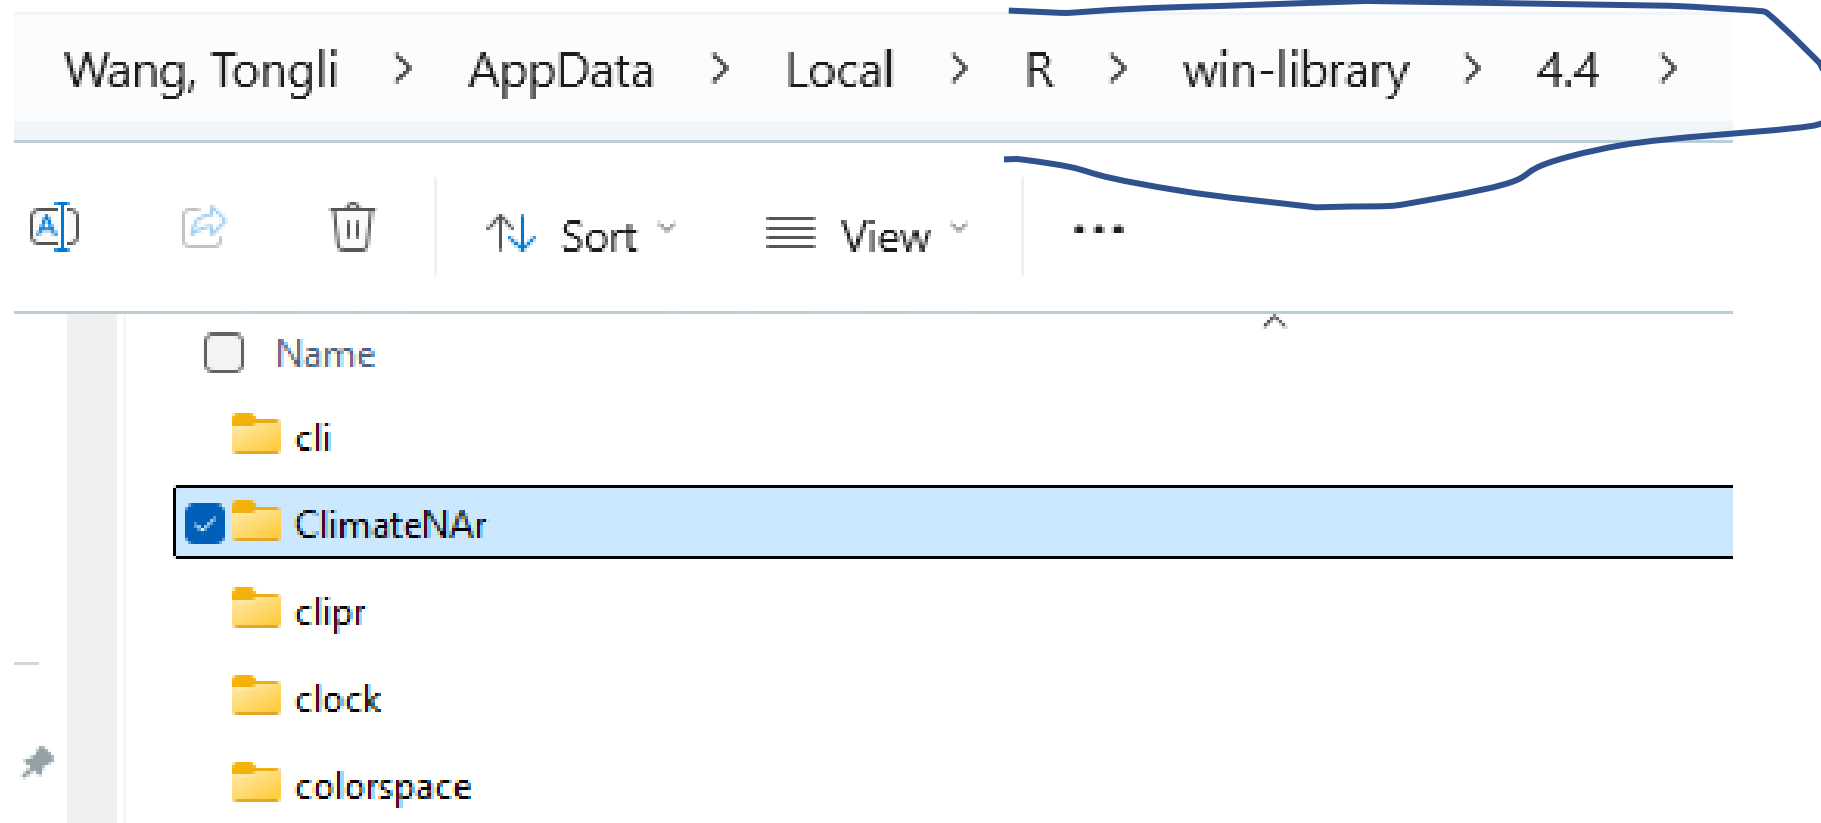 Wang, Tongli > AppData > Local > R > win-library > 4.4 >
A Sort View ...
Name
cli
ClimateNAr
clipr
clock
colorspace